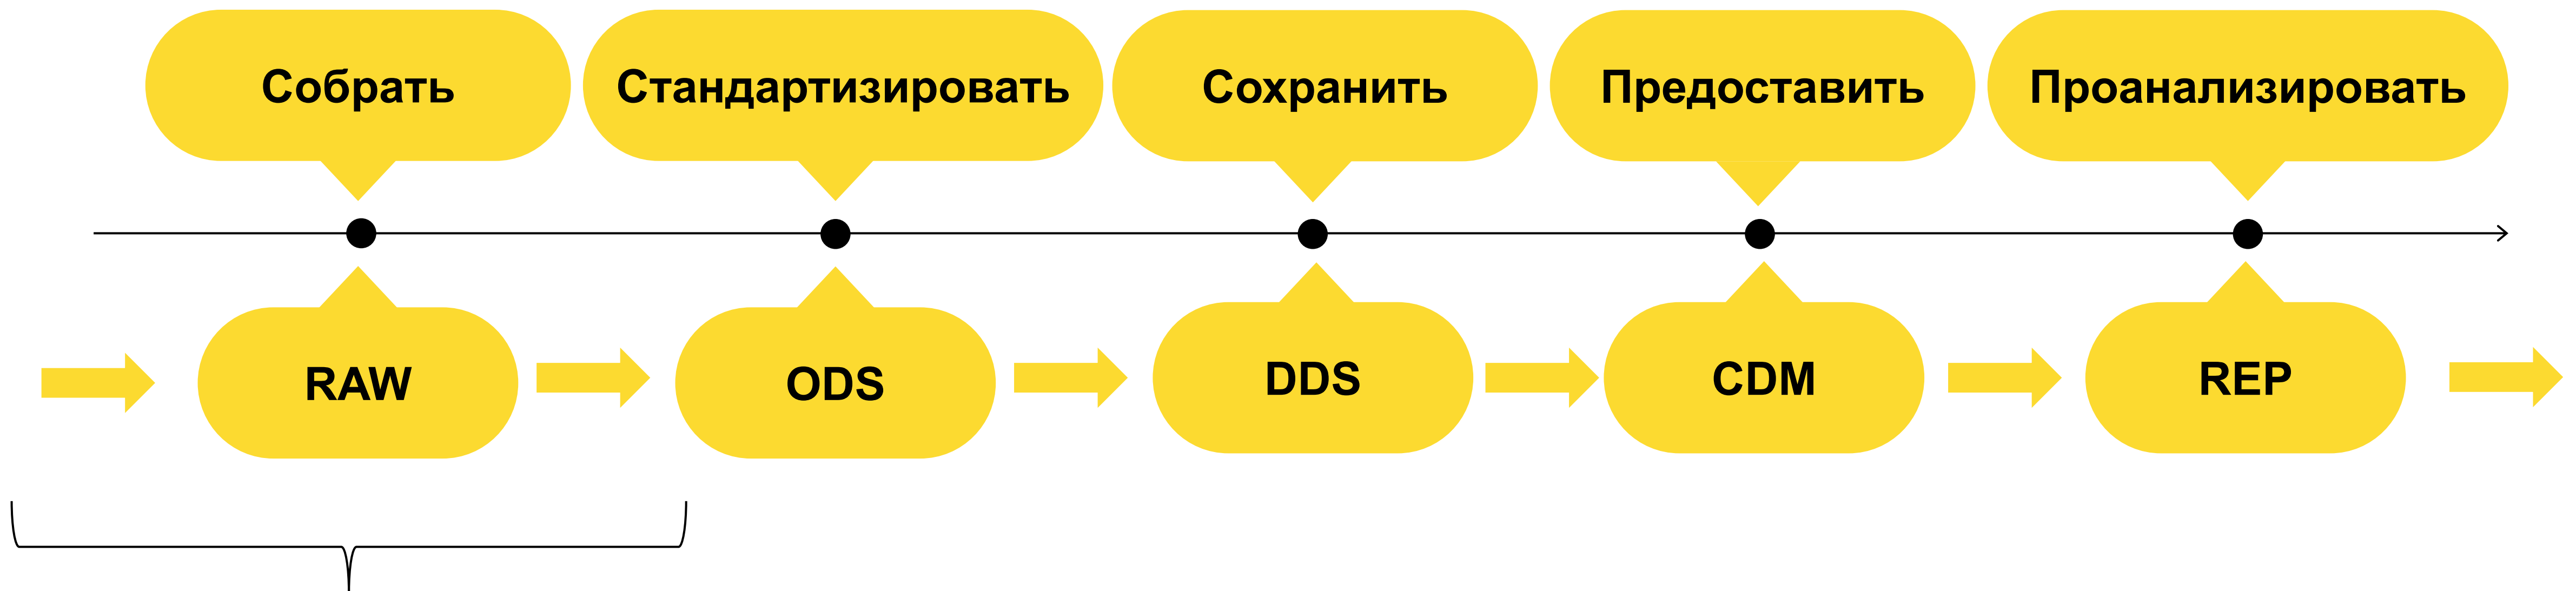 Собрать
Стандартизировать
Сохранить
Предоставить
Проанализировать
RAW
ODS
DDS
CDM
REP